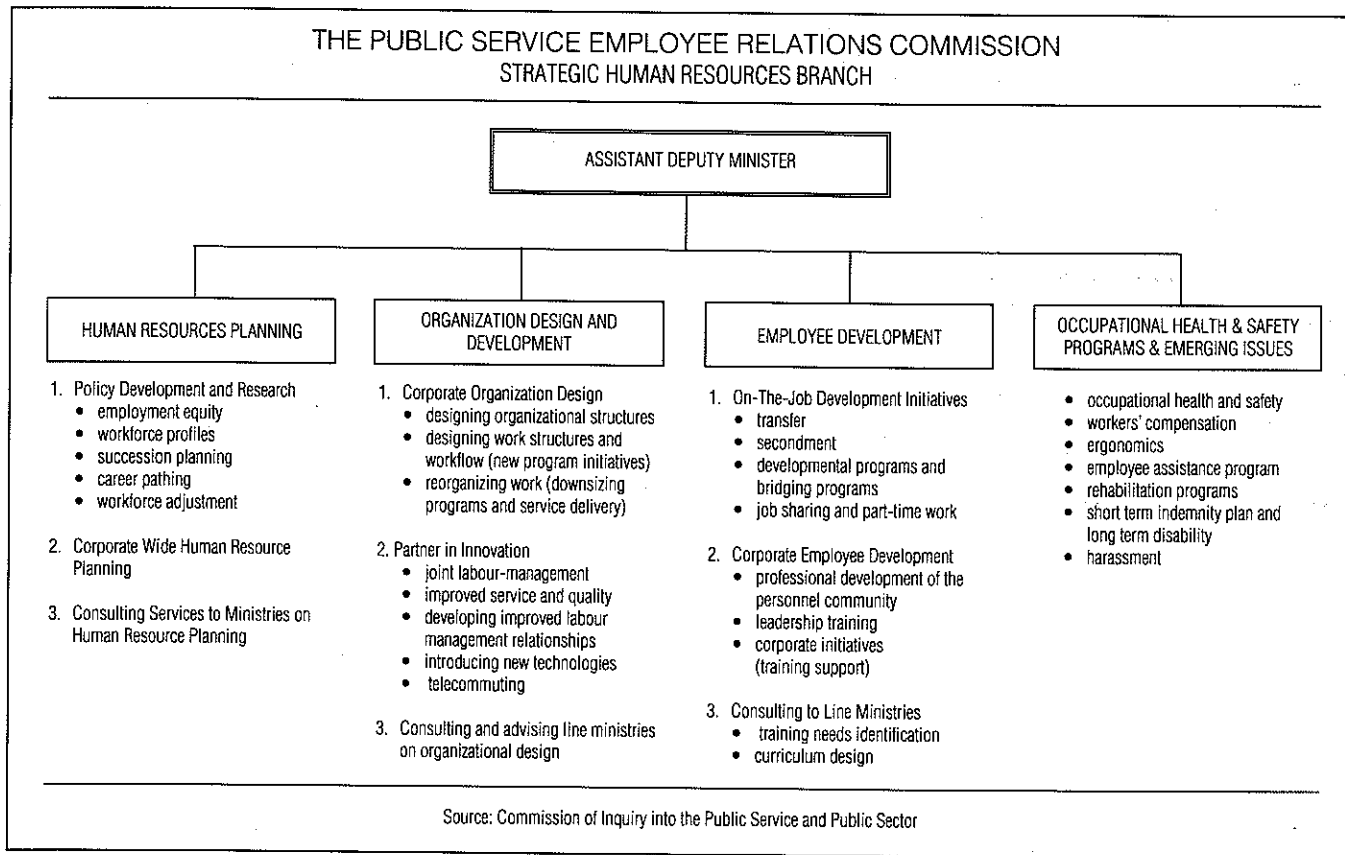 THE PUBLIC SERVICE EMPLOYEE RELATIONS COMMISSION
STRATEGIC HUMAN RESOURCES BRANCH
ASSISTANT DEPUTY MINISTER
HUMAN RESOURCES PLANNING
1. Policy Development and Research
• employment equity
• workforce profiles
• succession planning
• career pathing
• workforce adjustment
2. Corporate Wide Human Resource
Planning
3. Consulting Services to Ministries on
Human Resource Planning
ORGANIZATION DESIGN AND
DEVELOPMENT
1. Corporate Organization Design
• designing organizational structures
• designing work structures and
workflow (new program initiatives)
• reorganizing work (downsizing
programs and service delivery)
2. Partner in Innovation
• joint labour-management
• improved service and quality
• developing improved labour
management relationships
• introducing new technologies
• telecommuting
3. Consulting and advising line ministries
on organizational design
EMPLOYEE DEVELOPMENT
1. On-The-Job Development Initiatives
• transfer
• secondment
• developmental programs and
bridging programs
• job sharing and part-time work
2. Corporate Employee Development
• professional development of the
personnel community
• leadership training
• corporate initiatives
(training support)
3. Consulting to Line Ministries
• training needs identification
• curriculum design
OCCUPATIONAL HEALTH & SAFETY
PROGRAMS & EMERGING ISSUES
• occupational health and safety
• workers' compensation
• ergonomics
• employee assistance program
• rehabilitation programs
• short term indemnity plan and
long term disability
• harassment
Source: Commission of Inquiry into the Public Service and Public Sector